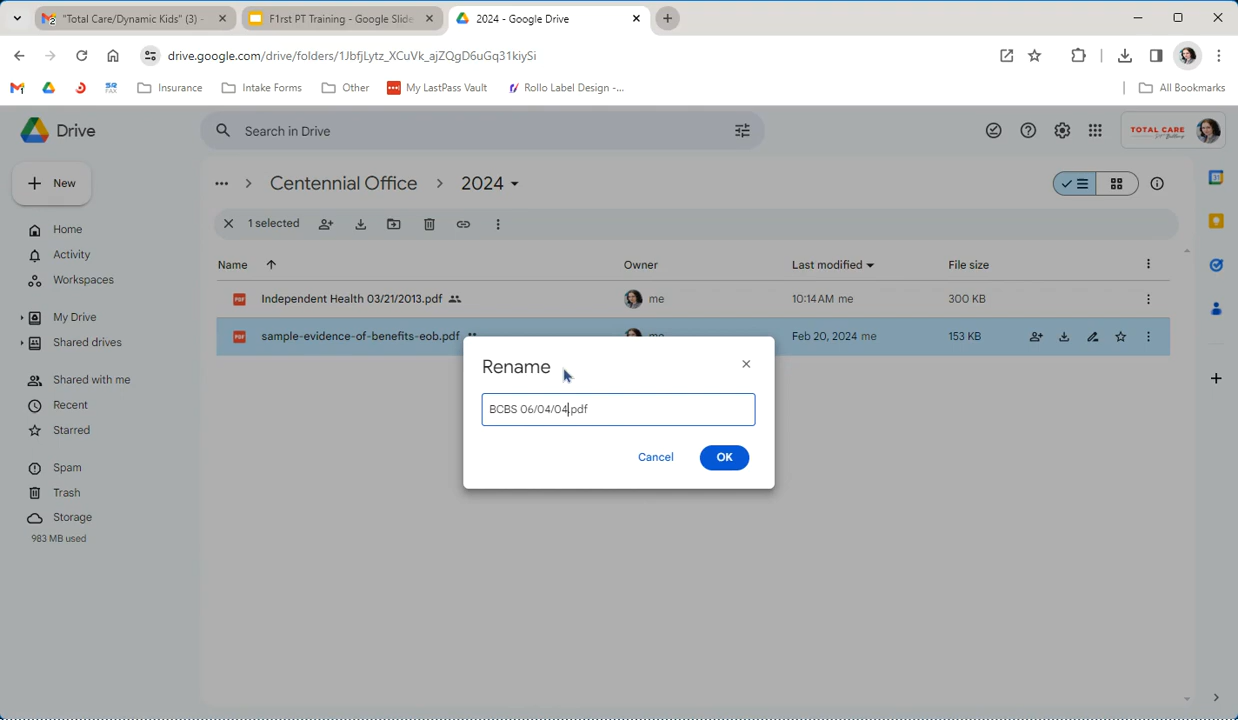 "Total Care/Dynamic Kids" (3) -
F1rst PT Training - Google Slide
2024 - Google Drive
drive.google.com/drive/folders/1JbfjLytz_XCuVk_ajZQgD6uGq31kiySi
Insurance
Intake Forms
Other
My LastPass Vault
Rollo Label Design -...
All Bookmarks
Drive
Search in Drive
TOTAL CARE
New
Centennial Office
2024
Home
Activity
Workspaces
My Drive
Shared drives
Shared with me
Recent
Starred
Spam
Trash
Storage
983 MB used
1 selected
Name
Owner
Last modified
File size
Independent Health 03/21/2013.pdf
me
10:14 AM me
300 KB
sample-evidence-of-benefits-eob.pdf
me
Feb 20, 2024 me
153 KB
Rename
BCBS 06/04/04.pdf
Cancel
OK